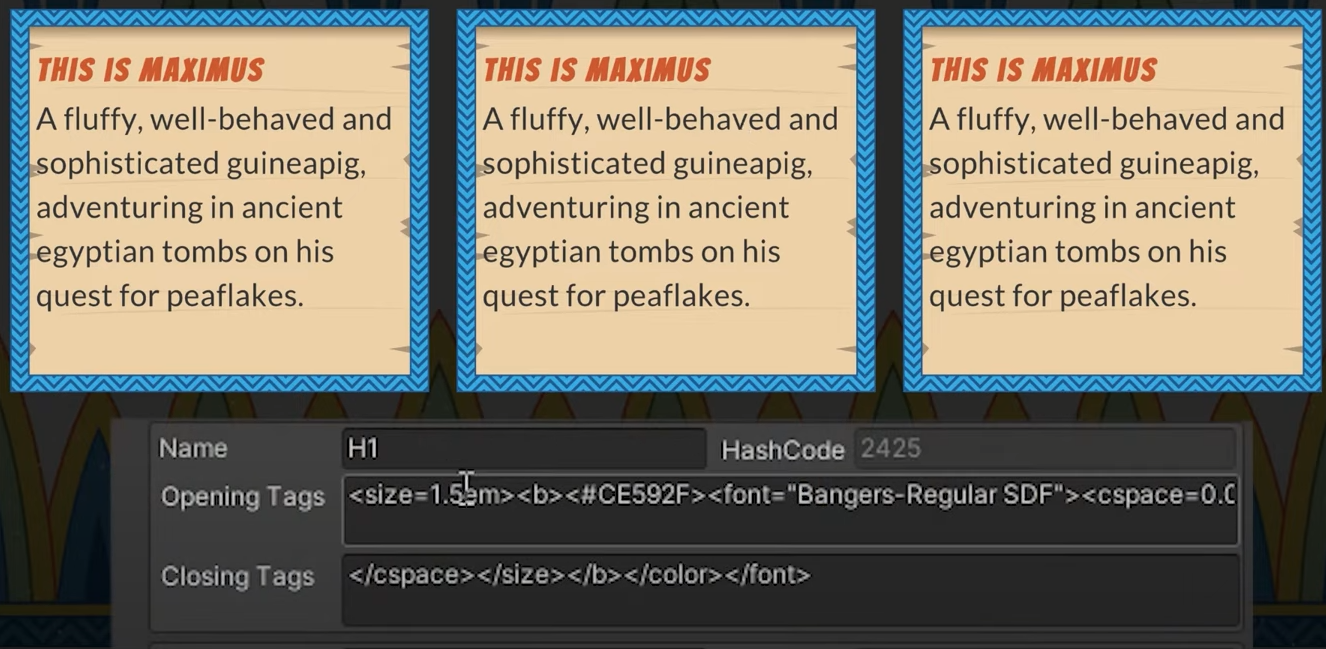 THIS IS MAXIMUS
A fluffy, well-behaved and
sophisticated guineapig,
adventuring in ancient
egyptian tombs on his
quest for peaflakes.
THIS IS MAXIMUS
A fluffy, well-behaved and
sophisticated guineapig,
adventuring in ancient
egyptian tombs on his
quest for peaflakes.
THIS IS MAXIMUS
A fluffy, well-behaved and
sophisticated guineapig,
adventuring in ancient
egyptian tombs on his
quest for peaflakes.
Name H1 HashCode 2425
Opening Tags <size=1.5em><b><#CE592F><font="Bangers-Regular SDF"><cspace=0.0
Closing Tags </cspace></size></b></color></font>